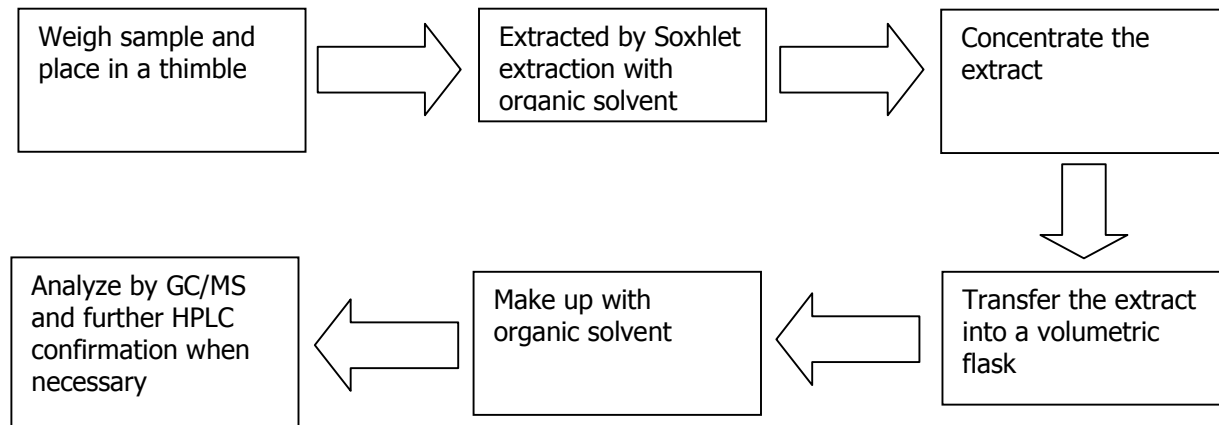 Weigh sample and
place in a thimble
Extracted by Soxhlet
extraction with
organic solvent
Concentrate the
extract
Transfer the extract
into a volumetric
flask
Make up with
organic solvent
Analyze by GC/MS
and further HPLC
confirmation when
necessary